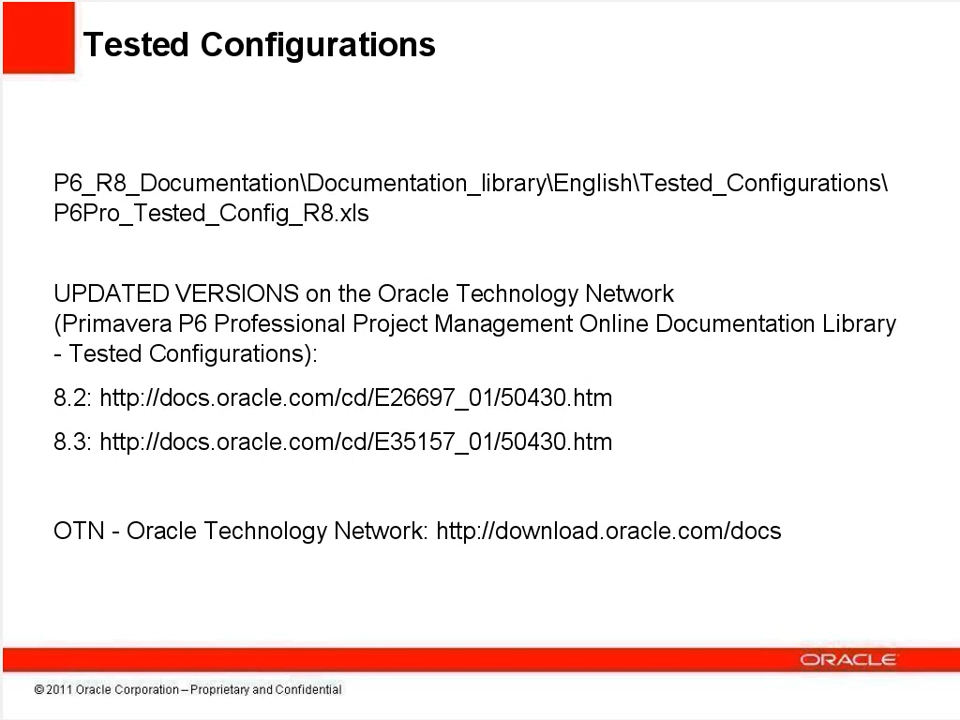 Tested Configurations
P6_R8_Documentation\Documentation_library\English\Tested_Configurations\
P6Pro_Tested_Config_R8.xls
UPDATED VERSIONS on the Oracle Technology Network
(Primavera P6 Professional Project Management Online Documentation Library
- Tested Configurations):
8.2: http://docs.oracle.com/cd/E26697_01/50430.htm
8.3: http://docs.oracle.com/cd/E35157_01/50430.htm
OTN - Oracle Technology Network: http://download.oracle.com/docs
ORACLE
© 2011 Oracle Corporation – Proprietary and Confidential